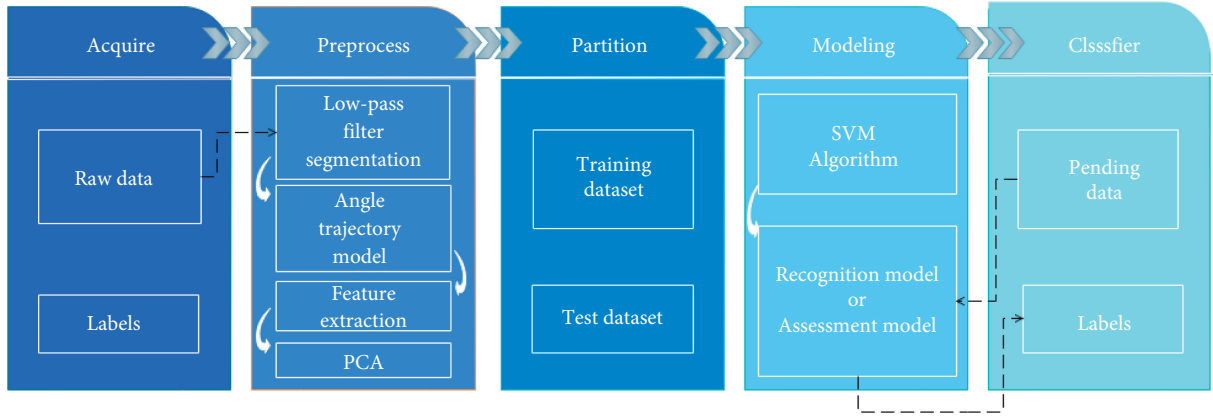 Acquire
Preprocess
Partition
Modeling
Clsssfier
Raw data
Labels
Low-pass
filter
segmentation
Angle
trajectory
model
Feature
extraction
PCA
Training
dataset
Test dataset
SVM
Algorithm
Recognition model
or
Assessment model
Pending
data
Labels